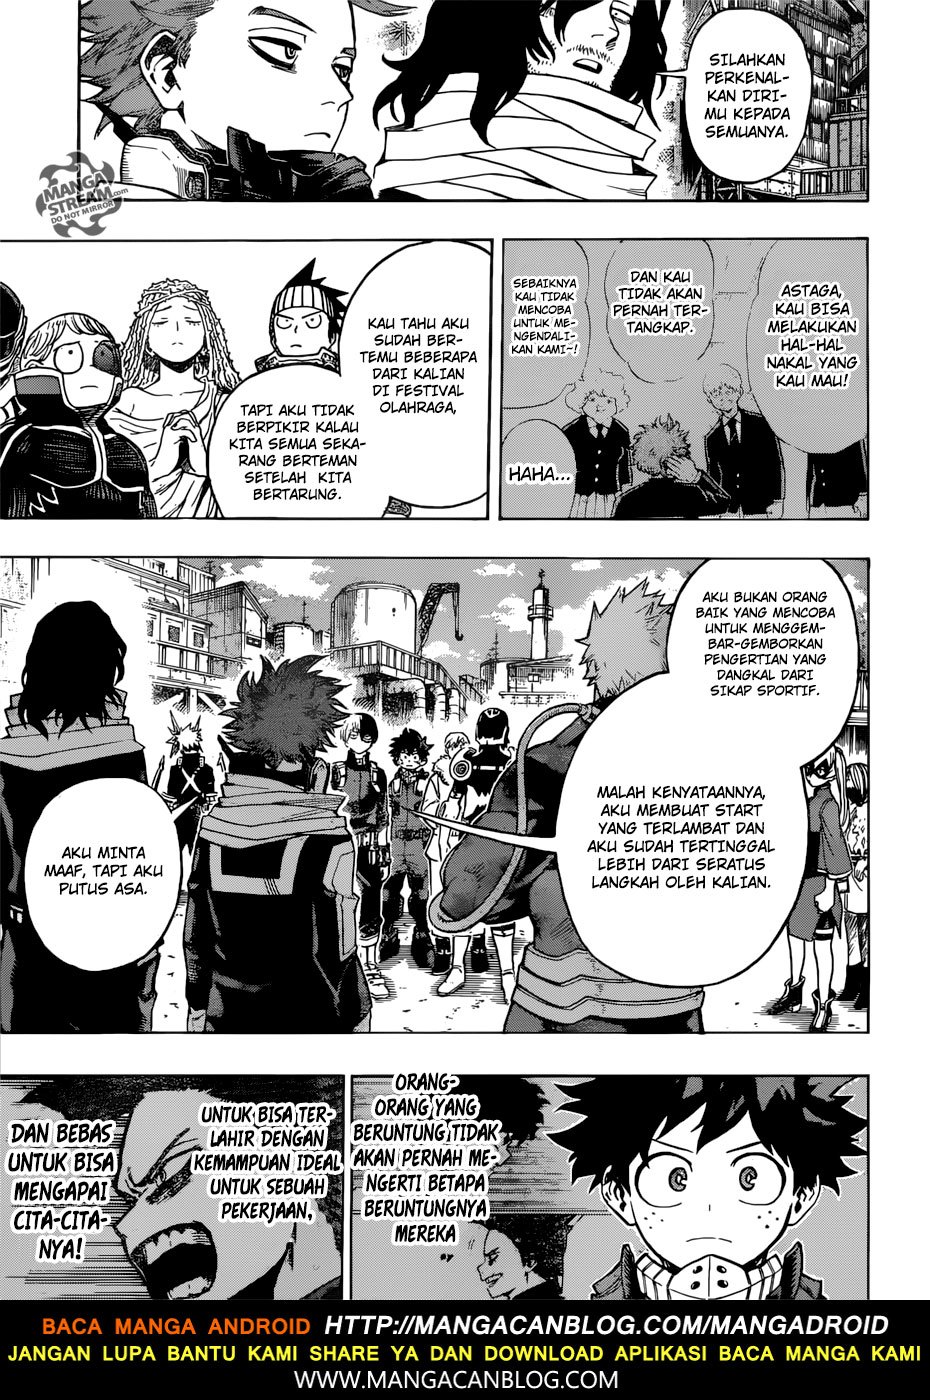 SILAHKAN
PERKENAL-
KAN DIRI-
MU KEPADA
SEMUANYA.
MANGA
STREAM.com
DO NOT MIRROR
ASTAGA,
KAU BISA
MELAKUKAN
HAL-HAL
NAKAL YANG
KAU MAU!
DAN KAU
TIDAK AKAN
PERNAH TER-
TANGKAP.
SEBAIKNYA
KAU TIDAK
MENCOBA
UNTUK ME-
NGENDALI-
KAN KAMI~!
HAHA...
KAU TAHU AKU
SUDAH BER-
TEMU BEBERAPA
DARI KALIAN
DI FESTIVAL
OLAHRAGA,
TAPI AKU TIDAK
BERPIKIR KALAU
KITA SEMUA SEKA-
RANG BERTEMAN
SETELAH KITA
BERTARUNG.
AKU BUKAN ORANG
BAIK YANG MENCOBA
UNTUK MENGGEM-
BAR-GEMBORKAN
PENGERTIAN YANG
DANGKAL DARI
SIKAP SPORTIF.
MALAH KENYATAANNYA,
AKU MEMBUAT START
YANG TERLAMBAT DAN
AKU SUDAH TERTINGGAL
LEBIH DARI SERATUS
LANGKAH OLEH KALIAN.
AKU MINTA
MAAF, TAPI AKU
PUTUS ASA.
ORANG-
ORANG YANG
BERUNTUNG TIDAK
AKAN PERNAH ME-
NGERTI BETAPA
BERUNTUNGNYA
MEREKA
UNTUK BISA TER-
LAHIR DENGAN
KEMAMPUAN IDEAL
UNTUK SEBUAH
PEKERJAAN,
DAN BEBAS
UNTUK BISA
MENGAPAI
CITA-CITA-
NYA!
BACA MANGA ANDROID HTTP://MANGACANBLOG.COM/MANGADROID
JANGAN LUPA BANTU KAMI SHARE YA DAN DOWNLOAD APLIKASI BACA MANGA KAMI
WWW.MANGACANBLOG.COM